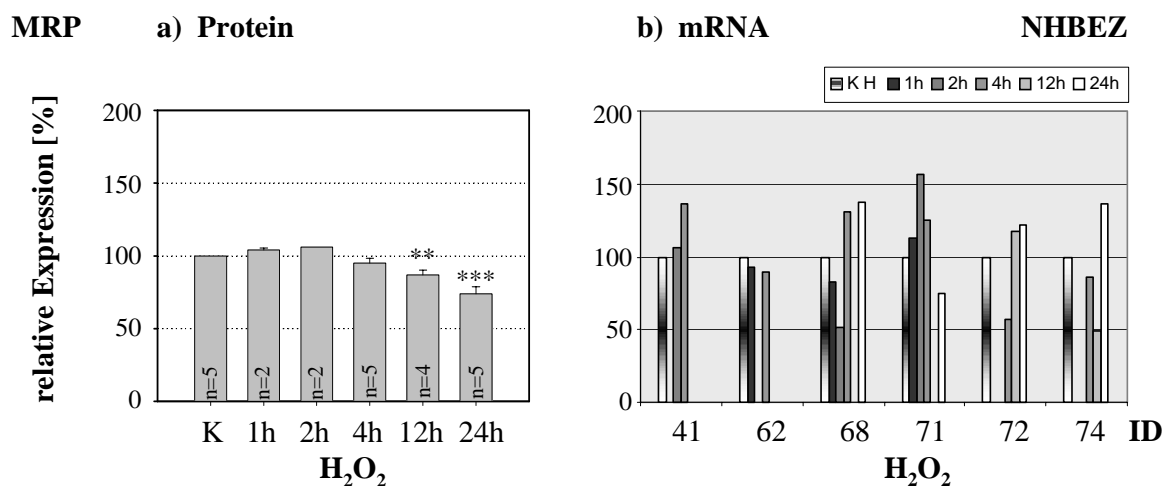 MRP a) Protein b) mRNA NHBEZ
K H 1h 2h 4h 12h 24h
relative Expression [%]
200
150
100
50
0
** ***
n=5 n=2 n=2 n=5 n=4 n=5
K 1h 2h 4h 12h 24h
H₂O₂
200
150
100
50
0
41 62 68 71 72 74 ID
H₂O₂